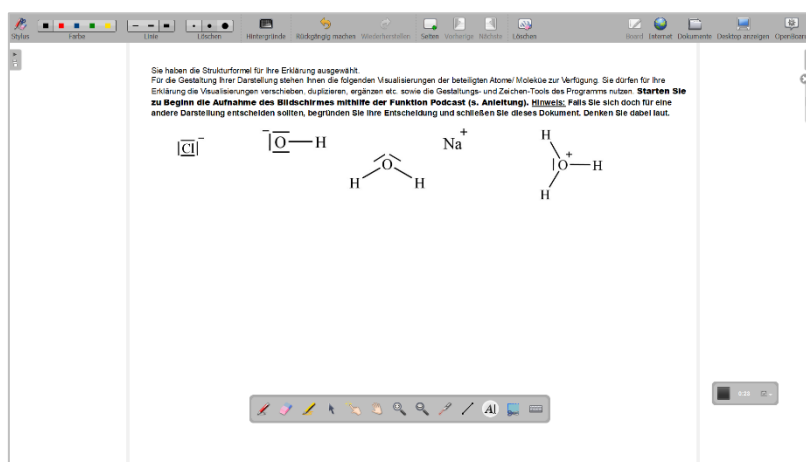 Stylus Farbe Linie Löschen Hintergründe Rückgängig machen Wiederherstellen Seiten Vorherige Nächste Löschen Board Internet Dokumente Desktop anzeigen OpenBoard
Sie haben die Strukturformel für Ihre Erklärung ausgewählt.
Für die Gestaltung Ihrer Darstellung stehen Ihnen die folgenden Visualisierungen der beteiligten Atome/ Moleküe zur Verfügung. Sie dürfen für Ihre
Erklärung die Visualisierungen verschieben, duplizieren, ergänzen etc. sowie die Gestaltungs- und Zeichen-Tools des Programms nutzen. Starten Sie
zu Beginn die Aufnahme des Bildschirmes mithilfe der Funktion Podcast (s. Anleitung). Hinweis: Falls Sie sich doch für eine
andere Darstellung entscheiden sollten, begründen Sie Ihre Entscheidung und schließen Sie dieses Dokument. Denken Sie dabei laut.
Cl −
− O H
H O H
Na +
H
O + H
H
AI